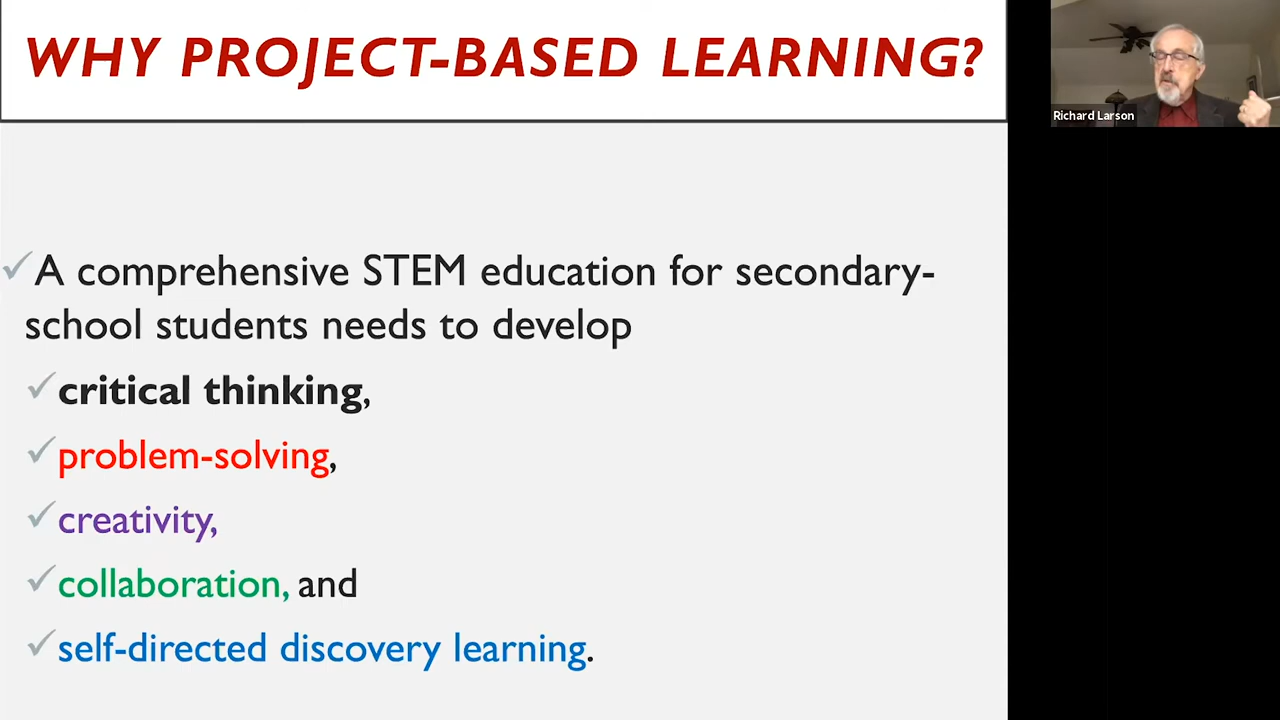 WHY PROJECT-BASED LEARNING?
Richard Larson
✓A comprehensive STEM education for secondary-
school students needs to develop
✓critical thinking,
✓problem-solving,
✓creativity,
✓collaboration, and
✓self-directed discovery learning.